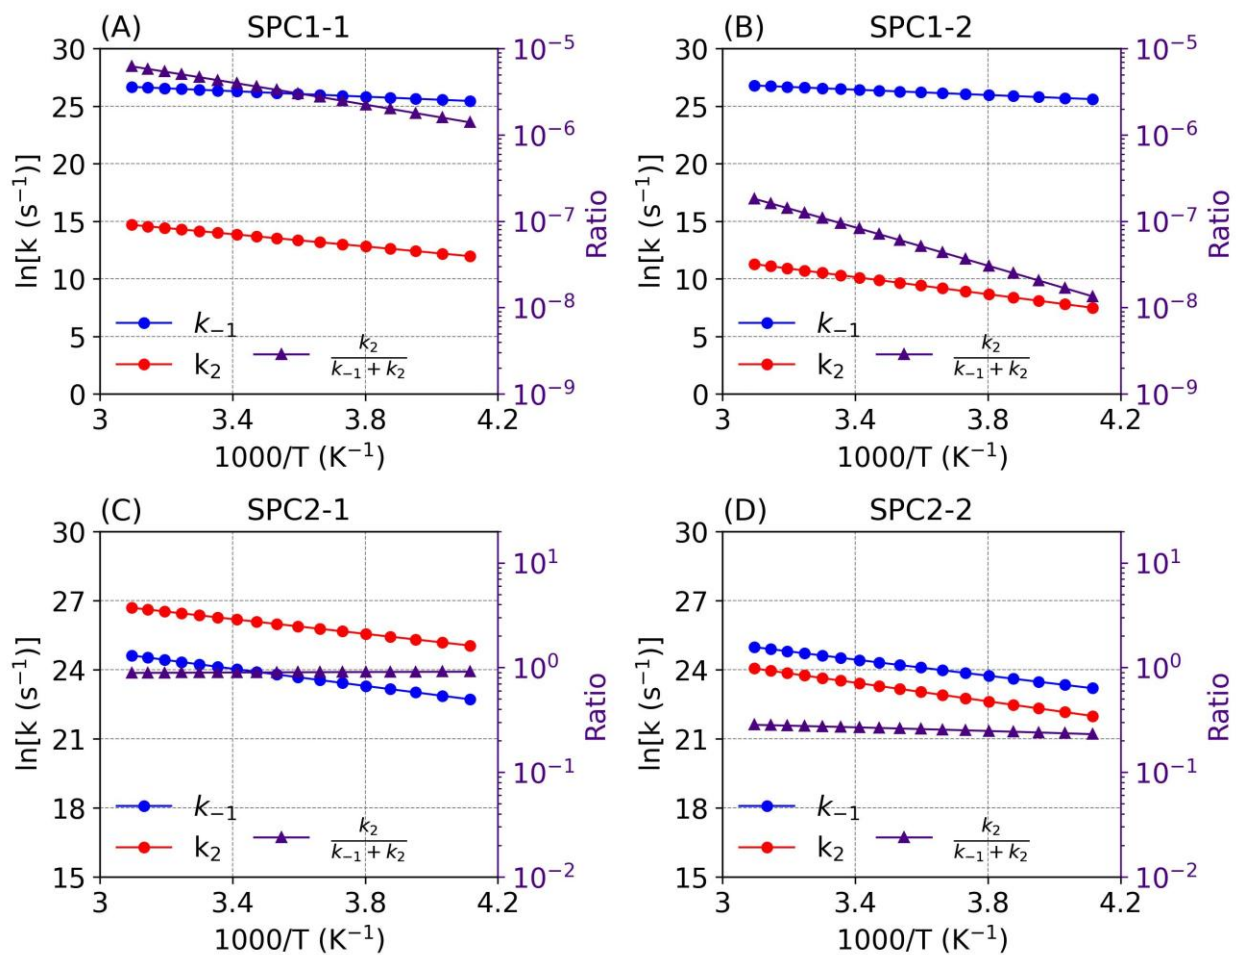 (A) SPC1-1
30
25
20
15
10
5
0
ln[k (s⁻¹)]
3 3.4 3.8 4.2
1000/T (K⁻¹)
10⁻⁵
10⁻⁶
10⁻⁷
10⁻⁸
10⁻⁹
Ratio
k₋₁
k₂
k₂
k₋₁ + k₂
(B) SPC1-2
30
25
20
15
10
5
0
ln[k (s⁻¹)]
3 3.4 3.8 4.2
1000/T (K⁻¹)
10⁻⁵
10⁻⁶
10⁻⁷
10⁻⁸
10⁻⁹
Ratio
k₋₁
k₂
k₂
k₋₁ + k₂
(C) SPC2-1
30
27
24
21
18
15
ln[k (s⁻¹)]
3 3.4 3.8 4.2
1000/T (K⁻¹)
10¹
10⁰
10⁻¹
10⁻²
Ratio
k₋₁
k₂
k₂
k₋₁ + k₂
(D) SPC2-2
30
27
24
21
18
15
ln[k (s⁻¹)]
3 3.4 3.8 4.2
1000/T (K⁻¹)
10¹
10⁰
10⁻¹
10⁻²
Ratio
k₋₁
k₂
k₂
k₋₁ + k₂